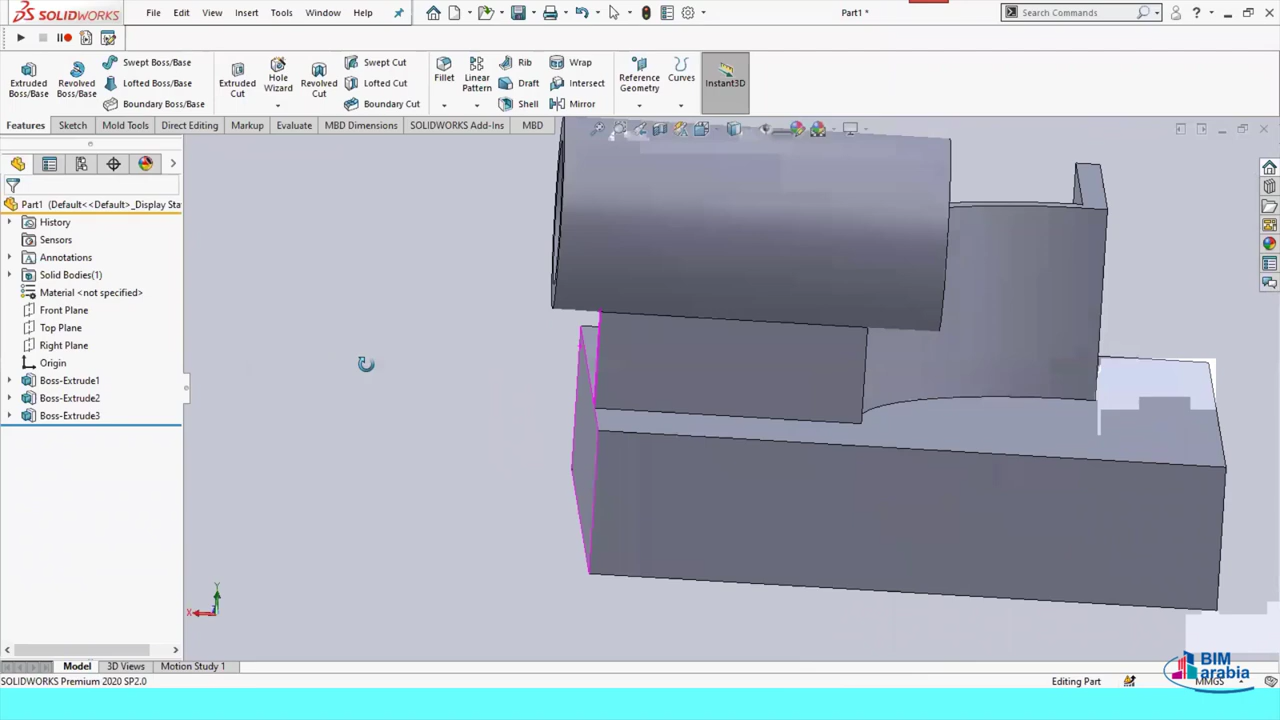 SOLIDWORKS File Edit View Insert Tools Window Help Part1 * Search Commands
Extruded Boss/Base Revolved Boss/Base Swept Boss/Base Lofted Boss/Base Boundary Boss/Base Extruded Cut Hole Wizard Revolved Cut Swept Cut Lofted Cut Boundary Cut Fillet Linear Pattern Rib Draft Shell Wrap Intersect Mirror Reference Geometry Curves Instant3D
Features Sketch Mold Tools Direct Editing Markup Evaluate MBD Dimensions SOLIDWORKS Add-Ins MBD
Part1 (Default<<Default>_Display Sta
History
Sensors
Annotations
Solid Bodies(1)
Material <not specified>
Front Plane
Top Plane
Right Plane
Origin
Boss-Extrude1
Boss-Extrude2
Boss-Extrude3
Y
X
Model 3D Views Motion Study 1
SOLIDWORKS Premium 2020 SP2.0 Editing Part MMGS
BIM
arabia